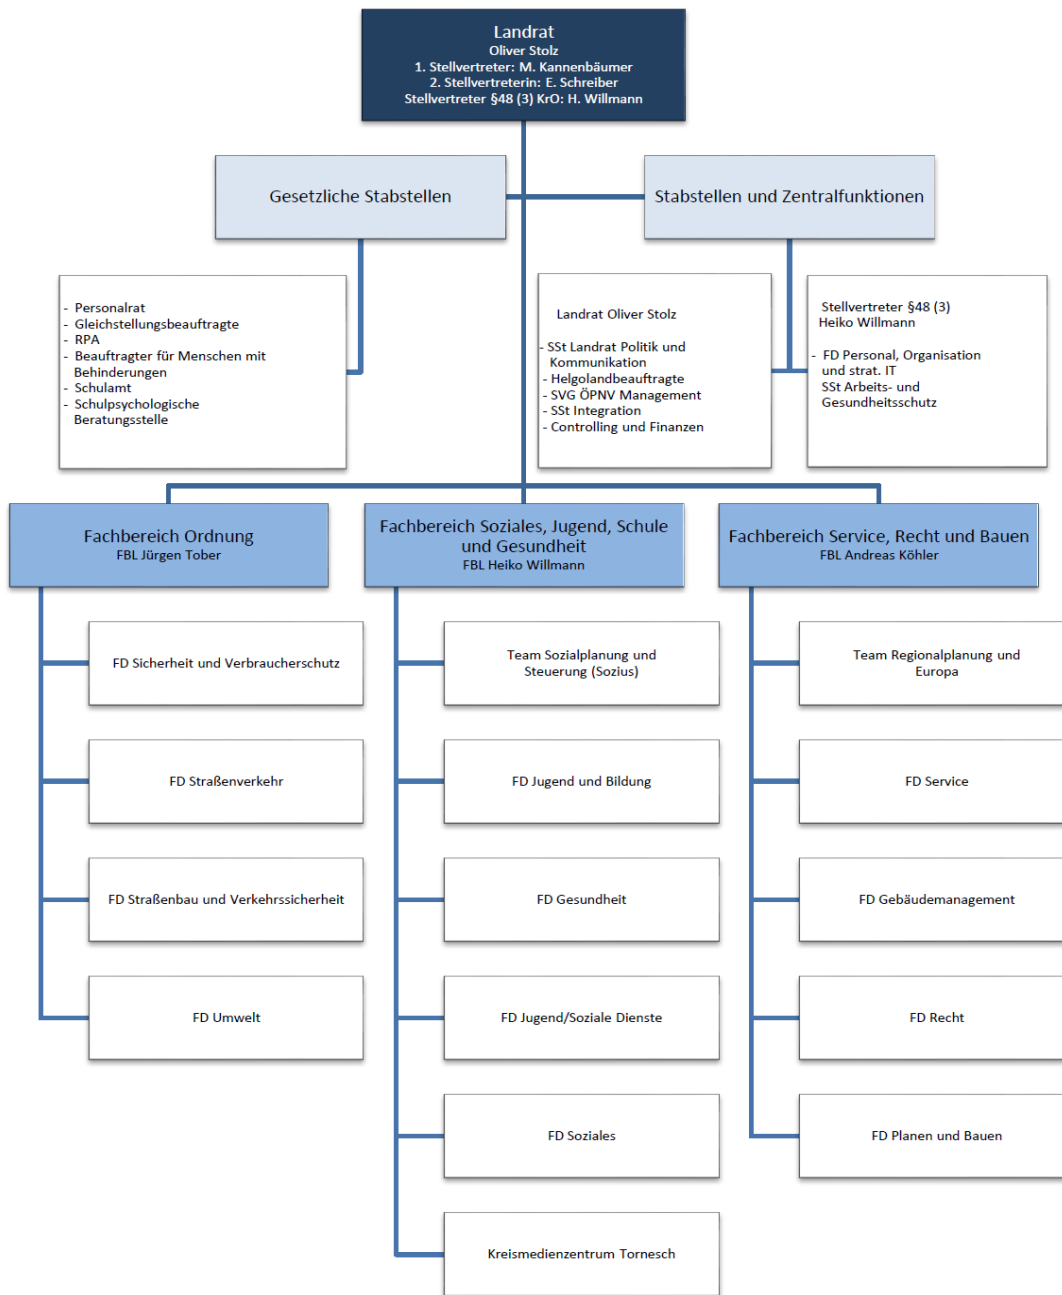 Landrat
Oliver Stolz
1. Stellvertreter: M. Kannenbäumer
2. Stellvertreterin: E. Schreiber
Stellvertreter §48 (3) KrO: H. Willmann
Gesetzliche Stabstellen
Stabstellen und Zentralfunktionen
- Personalrat
- Gleichstellungsbeauftragte
- RPA
- Beauftragter für Menschen mit
Behinderungen
- Schulamt
- Schulpsychologische
Beratungsstelle
Landrat Oliver Stolz
- SSt Landrat Politik und
Kommunikation
- Helgolandbeauftragte
- SVG ÖPNV Management
- SSt Integration
- Controlling und Finanzen
Stellvertreter §48 (3)
Heiko Willmann
- FD Personal, Organisation
und strat. IT
SSt Arbeits- und
Gesundheitsschutz
Fachbereich Ordnung
FBL Jürgen Tober
FD Sicherheit und Verbraucherschutz
FD Straßenverkehr
FD Straßenbau und Verkehrssicherheit
FD Umwelt
Fachbereich Soziales, Jugend, Schule
und Gesundheit
FBL Heiko Willmann
Team Sozialplanung und
Steuerung (Sozius)
FD Jugend und Bildung
FD Gesundheit
FD Jugend/Soziale Dienste
FD Soziales
Kreismedienzentrum Tornesch
Fachbereich Service, Recht und Bauen
FBL Andreas Köhler
Team Regionalplanung und
Europa
FD Service
FD Gebäudemanagement
FD Recht
FD Planen und Bauen